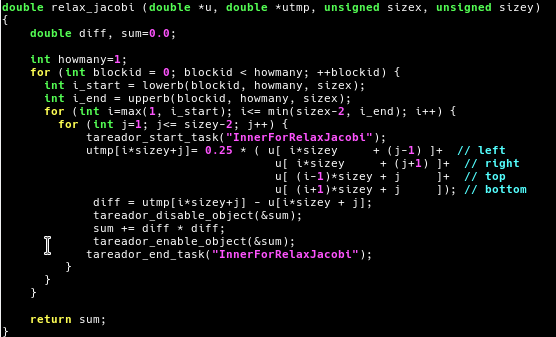 double relax_jacobi (double *u, double *utmp, unsigned sizex, unsigned sizey)
{
    double diff, sum=0.0;

    int howmany=1;
    for (int blockid = 0; blockid < howmany; ++blockid) {
      int i_start = lowerb(blockid, howmany, sizex);
      int i_end = upperb(blockid, howmany, sizex);
      for (int i=max(1, i_start); i<= min(sizex-2, i_end); i++) {
        for (int j=1; j<= sizey-2; j++) {
            tareador_start_task("InnerForRelaxJacobi");
            utmp[i*sizey+j]= 0.25 * ( u[ i*sizey     + (j-1) ]+  // left
                                       u[ i*sizey     + (j+1) ]+  // right
                                       u[ (i-1)*sizey + j     ]+  // top
                                       u[ (i+1)*sizey + j     ]); // bottom
             diff = utmp[i*sizey+j] - u[i*sizey + j];
             tareador_disable_object(&sum);
             sum += diff * diff;
             tareador_enable_object(&sum);
            tareador_end_task("InnerForRelaxJacobi");
         }
      }
    }

    return sum;
}